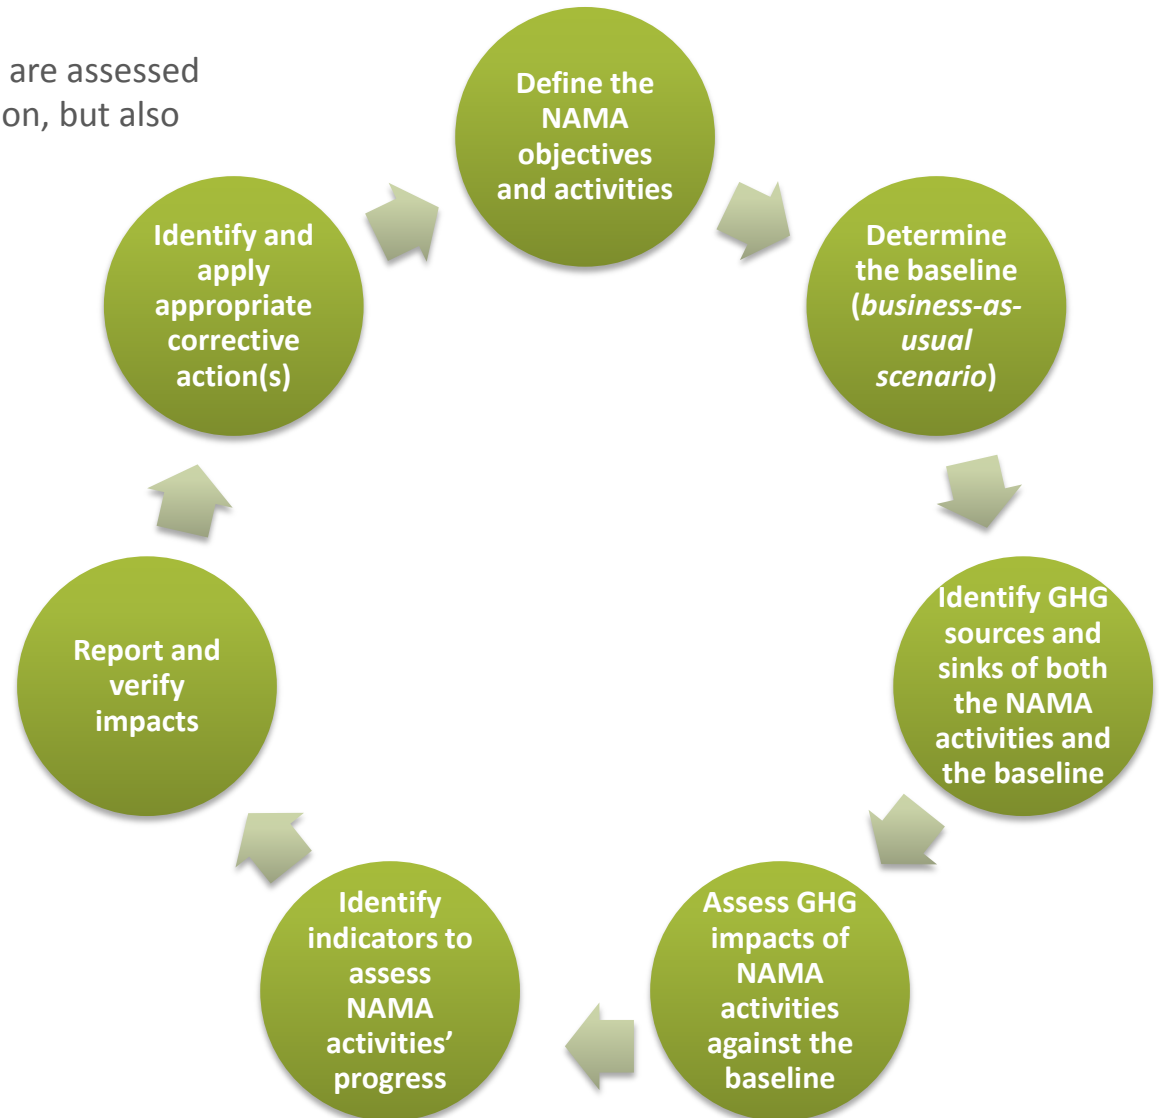 are assessed
on, but also
Define the
NAMA
objectives
and activities
Determine
the baseline
(business-as-
usual
scenario)
Identify GHG
sources and
sinks of both
the NAMA
activities and
the baseline
Assess GHG
impacts of
NAMA
activities
against the
baseline
Identify
indicators to
assess
NAMA
activities’
progress
Report and
verify
impacts
Identify and
apply
appropriate
corrective
action(s)